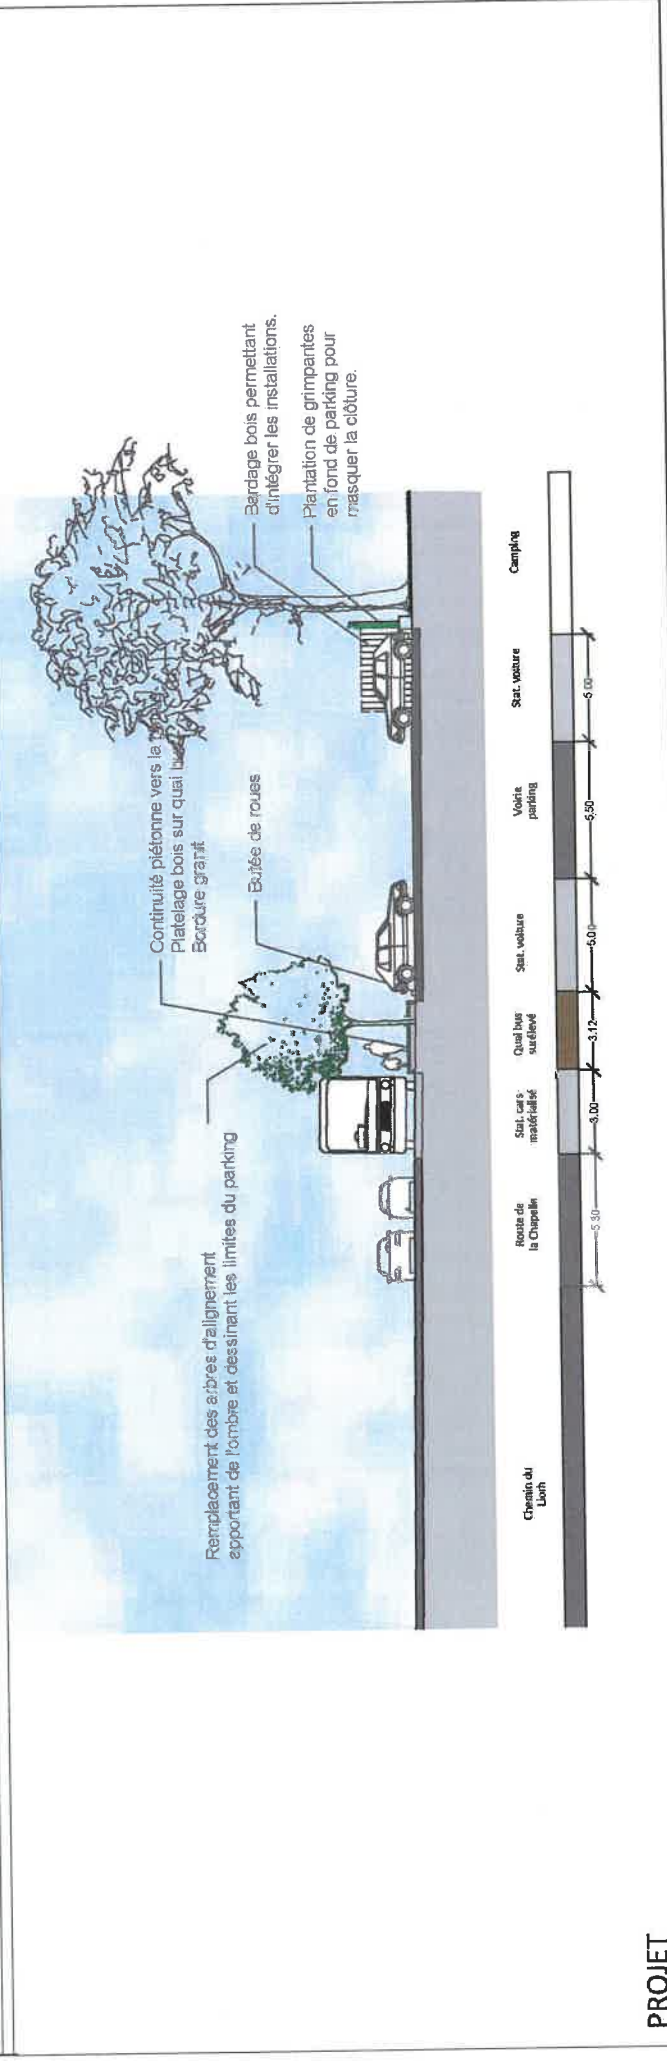 Remplacement des arbres d'alignement
apportant de l'ombre et dessinant les limites du parking
Continuité piétonne vers la
Platelage bois sur quai
Bordure granit
Butée de roues
Bardage bois permettant
d'intégrer les installations.
Plantation de grimpantes
en fond de parking pour
masquer la clôture.
Chemin du
Liorh
Route de
la Chapelle
Stat. cars
matérialisé
Quai bus
surélevé
Stat. voiture
Voirie
parking
Stat. voiture
Camping
5.30
3.00
3.12
5.00
5.50
5.00
PROJET